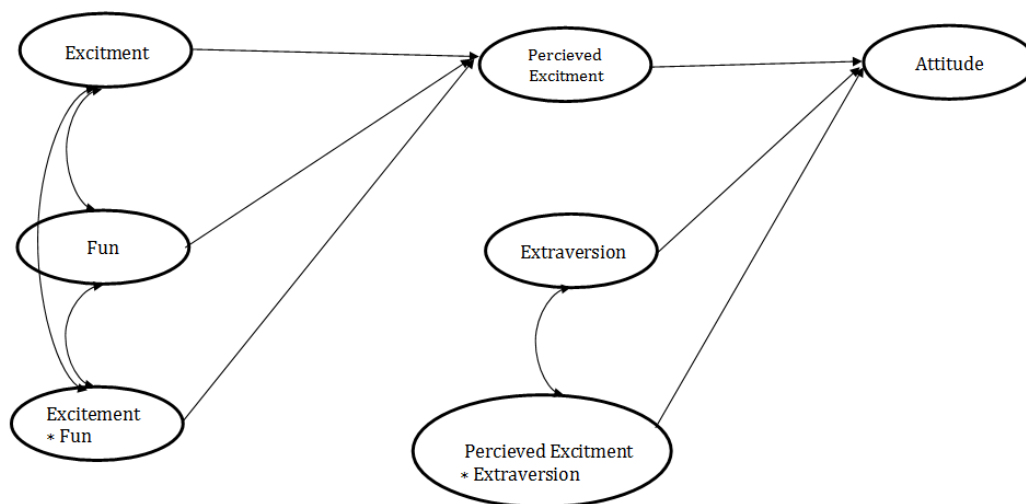 Excitment
Percieved
Excitment
Attitude
Fun
Extraversion
Excitement
* Fun
Percieved Excitment
* Extraversion